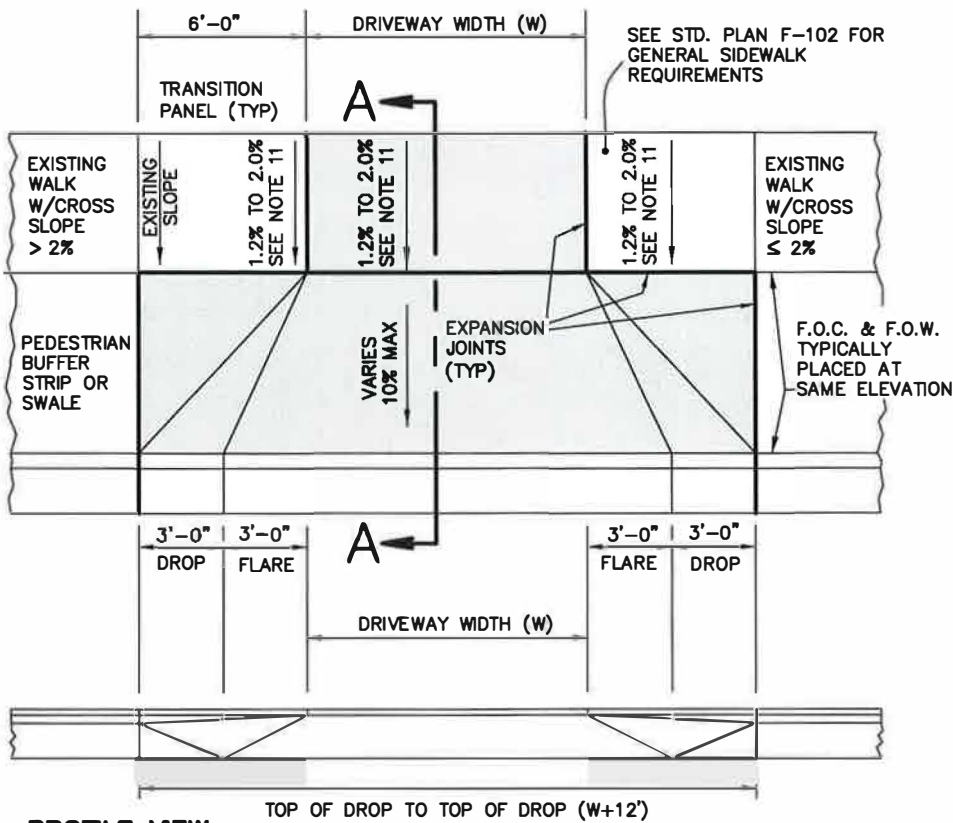 6'-0"
DRIVEWAY WIDTH (W)
SEE STD. PLAN F-102 FOR
GENERAL SIDEWALK
REQUIREMENTS
TRANSITION
PANEL (TYP)
A
EXISTING
WALK
W/CROSS
SLOPE
> 2%
EXISTING
SLOPE
1.2% TO 2.0%
SEE NOTE 11
1.2% TO 2.0%
SEE NOTE 11
1.2% TO 2.0%
SEE NOTE 11
EXISTING
WALK
W/CROSS
SLOPE
≤ 2%
PEDESTRIAN
BUFFER
STRIP OR
SWALE
VARIES
10% MAX
EXPANSION
JOINTS
(TYP)
F.O.C. & F.O.W.
TYPICALLY
PLACED AT
SAME ELEVATION
A
3'-0"
DROP
3'-0"
FLARE
3'-0"
FLARE
3'-0"
DROP
DRIVEWAY WIDTH (W)
TOP OF DROP TO TOP OF DROP (W+12')